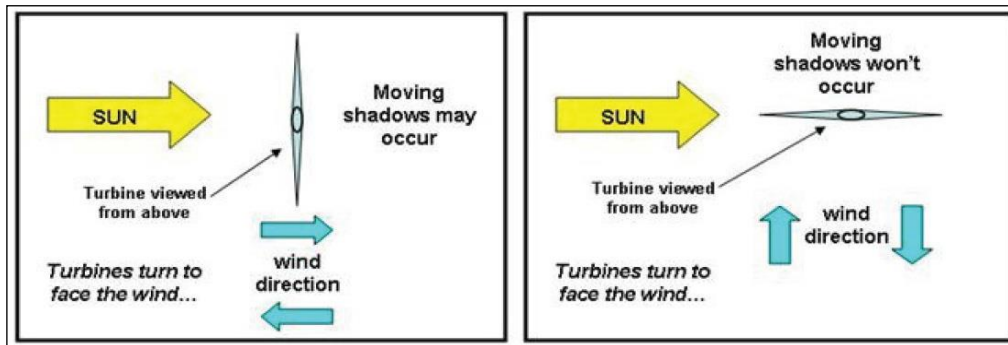 SUN
Moving
shadows may
occur
Turbine viewed
from above
wind
direction
Turbines turn to
face the wind...
Moving
shadows won't
occur
SUN
Turbine viewed
from above
wind
direction
Turbines turn to
face the wind...